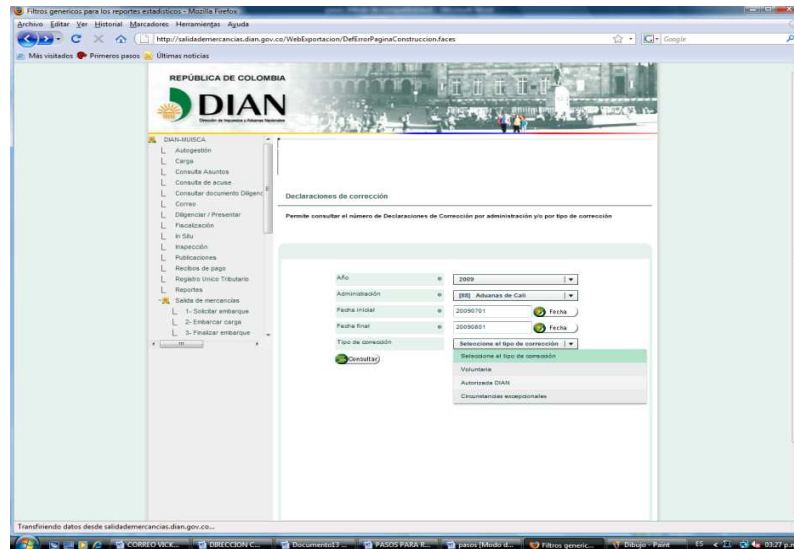 Filtros genericos para los reportes estadisticos - Mozilla Firefox
Archivo Editar Ver Historial Marcadores Herramientas Ayuda
http://salidademercancias.dian.gov.co/WebExportacion/DefErrorPaginaConstruccion.faces
Google
Más visitados Primeros pasos Últimas noticias
REPÚBLICA DE COLOMBIA
DIAN
Dirección de Impuestos y Aduanas Nacionales
DIAN-MUISCA
Autogestión
Carga
Consulta Asuntos
Consulta de acuse
Consultar documento Diligenc
Correo
Diligenciar / Presentar
Fiscalización
In Situ
Inspección
Publicaciones
Recibos de pago
Registro Unico Tributario
Reportes
Salida de mercancias
1- Solicitar embarque
2- Embarcar carga
3- Finalizar embarque
Declaraciones de corrección
Permite consultar el número de Declaraciones de Corrección por administración y/o por tipo de corrección
Año 2009
Administración [88] Aduanas de Cali
Fecha inicial 20090701 Fecha
Fecha final 20090801 Fecha
Tipo de corrección Seleccione el tipo de corrección
Seleccione el tipo de corrección
Voluntaria
Autorizada DIAN
Circunstancias excepcionales
Consultar
Transfiriendo datos desde salidademercancias.dian.gov.co...
CORREO VICK... DIRECCION C... Documento13 ... PASOS PARA R... pasos [Modo d... Filtros generic... Dibujo - Paint ES 03:27 p.m.